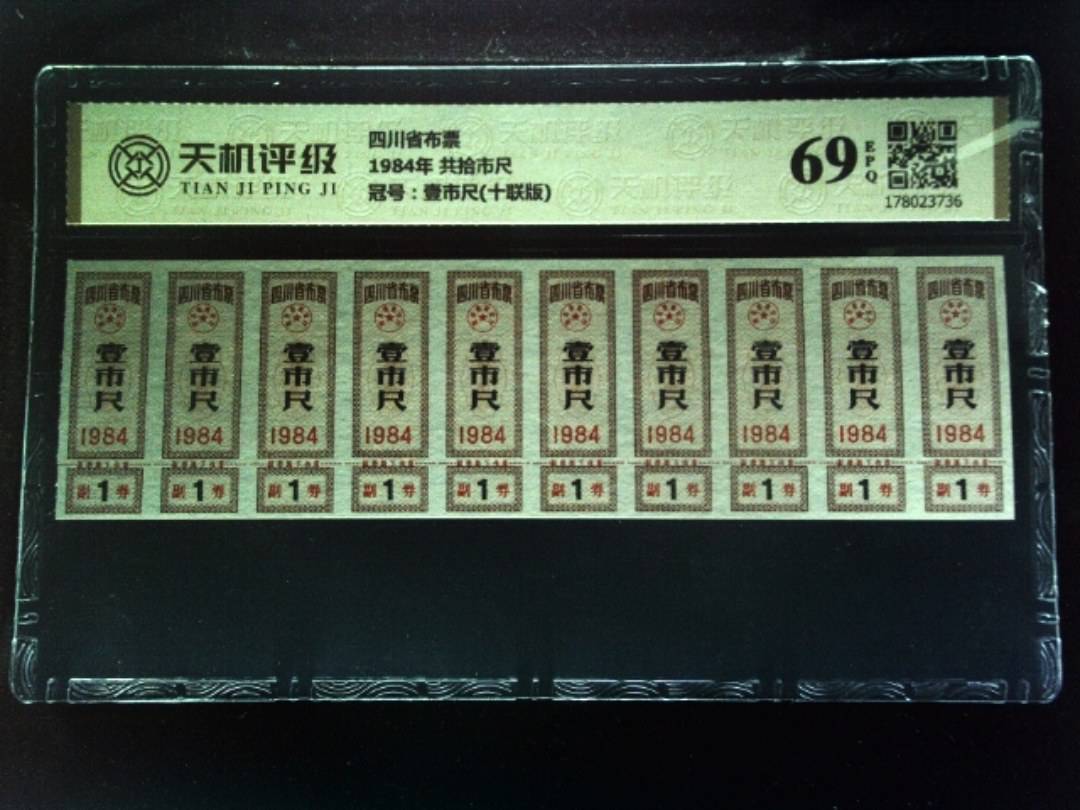 天机评级
TIAN JI PING JI
四川省布票
1984年 共拾市尺
冠号：壹市尺(十联版)
69
EPQ
178023736
四川省布票 四川省布票 四川省布票 四川省布票 四川省布票 四川省布票 四川省布票 四川省布票 四川省布票 四川省布票
壹市尺 壹市尺 壹市尺 壹市尺 壹市尺 壹市尺 壹市尺 壹市尺 壹市尺 壹市尺
1984 1984 1984 1984 1984 1984 1984 1984 1984 1984
副1券 副1券 副1券 副1券 副1券 副1券 副1券 副1券 副1券 副1券